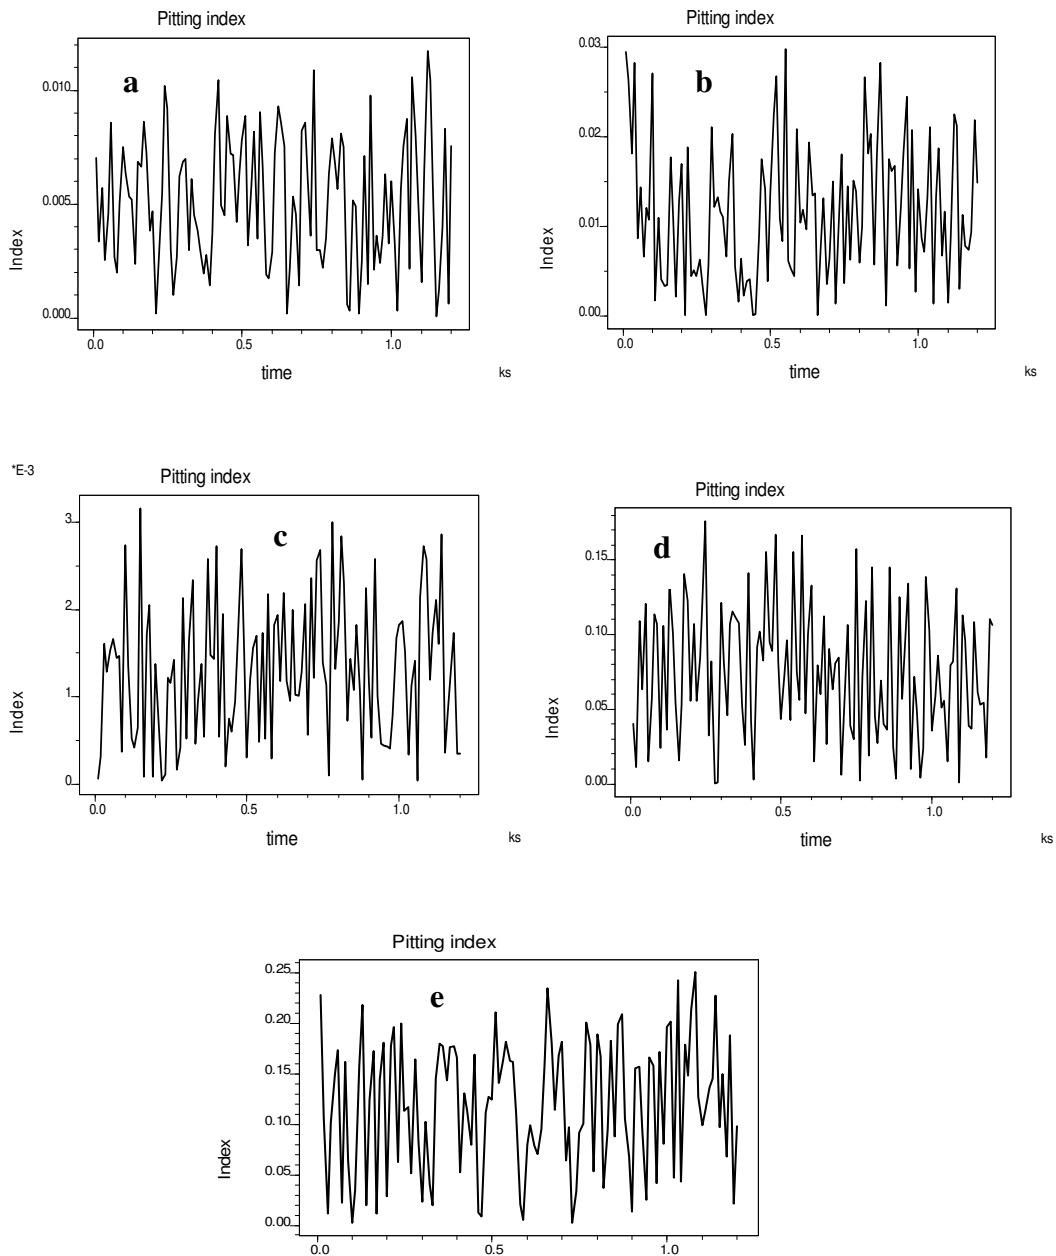 Pitting index
a
0.010
0.005
0.000
Index
0.0 0.5 1.0
time ks
Pitting index
b
0.03
0.02
0.01
0.00
Index
0.0 0.5 1.0
time ks
*E-3
Pitting index
c
3
2
1
0
Index
0.0 0.5 1.0
time ks
Pitting index
d
0.15
0.10
0.05
0.00
Index
0.0 0.5 1.0
time ks
Pitting index
e
0.25
0.20
0.15
0.10
0.05
0.00
Index
0.0 0.5 1.0